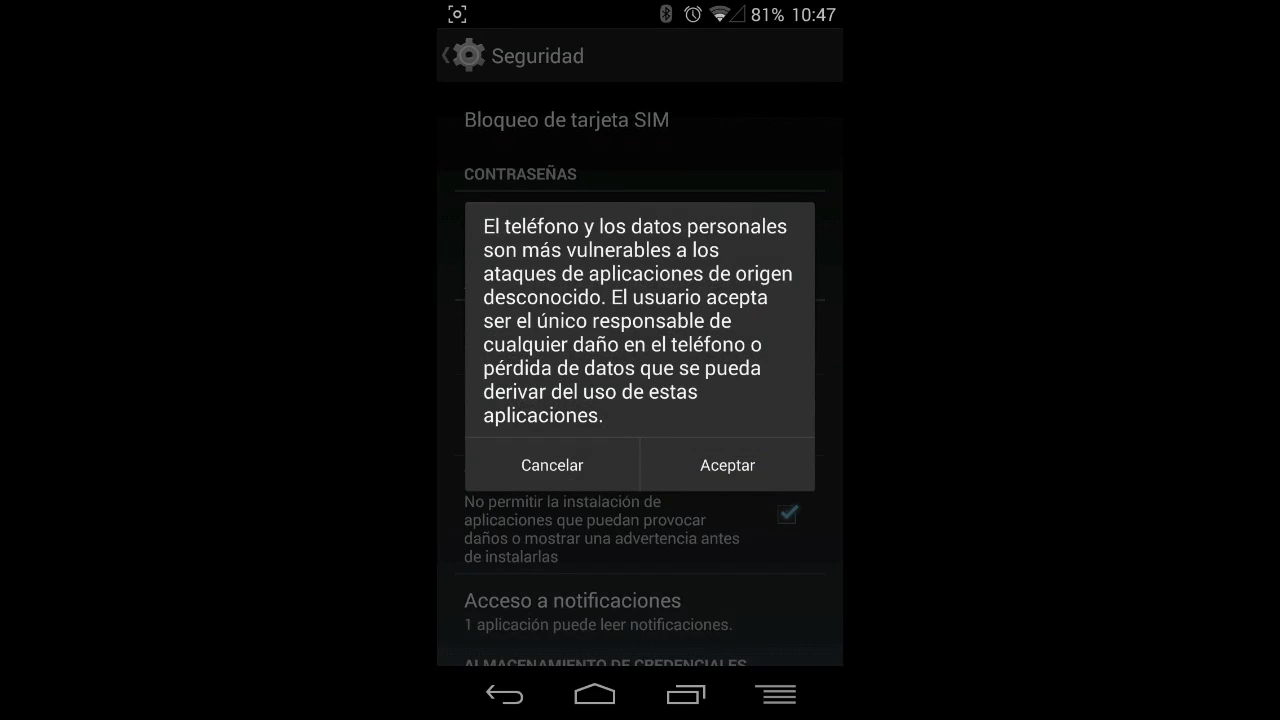 81% 10:47
Seguridad
Bloqueo de tarjeta SIM
CONTRASEÑAS
El teléfono y los datos personales
son más vulnerables a los
ataques de aplicaciones de origen
desconocido. El usuario acepta
ser el único responsable de
cualquier daño en el teléfono o
pérdida de datos que se pueda
derivar del uso de estas
aplicaciones.
Cancelar Aceptar
No permitir la instalación de
aplicaciones que puedan provocar
daños o mostrar una advertencia antes
de instalarlas
Acceso a notificaciones
1 aplicación puede leer notificaciones.
ALMACENAMIENTO DE CREDENCIALES